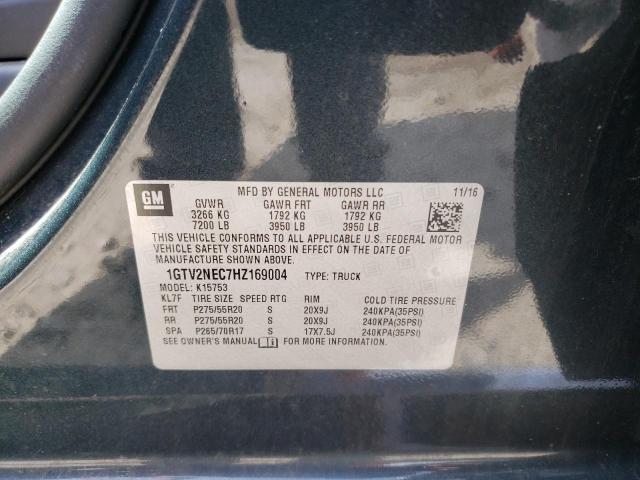 GM
MFD BY GENERAL MOTORS LLC 11/16
GVWR GAWR FRT GAWR RR
3266 KG 1792 KG 1792 KG
7200 LB 3950 LB 3950 LB
THIS VEHICLE CONFORMS TO ALL APPLICABLE U.S. FEDERAL MOTOR
VEHICLE SAFETY STANDARDS IN EFFECT ON THE DATE OF
MANUFACTURE SHOWN ABOVE.
1GTV2NEC7HZ169004 TYPE: TRUCK
MODEL: K15753
KL7F TIRE SIZE SPEED RTG RIM COLD TIRE PRESSURE
FRT P275/55R20 S 20X9J 240KPA(35PSI)
RR P275/55R20 S 20X9J 240KPA(35PSI)
SPA P265/70R17 S 17X7.5J 240KPA(35PSI)
SEE OWNER'S MANUAL FOR MORE INFORMATION.